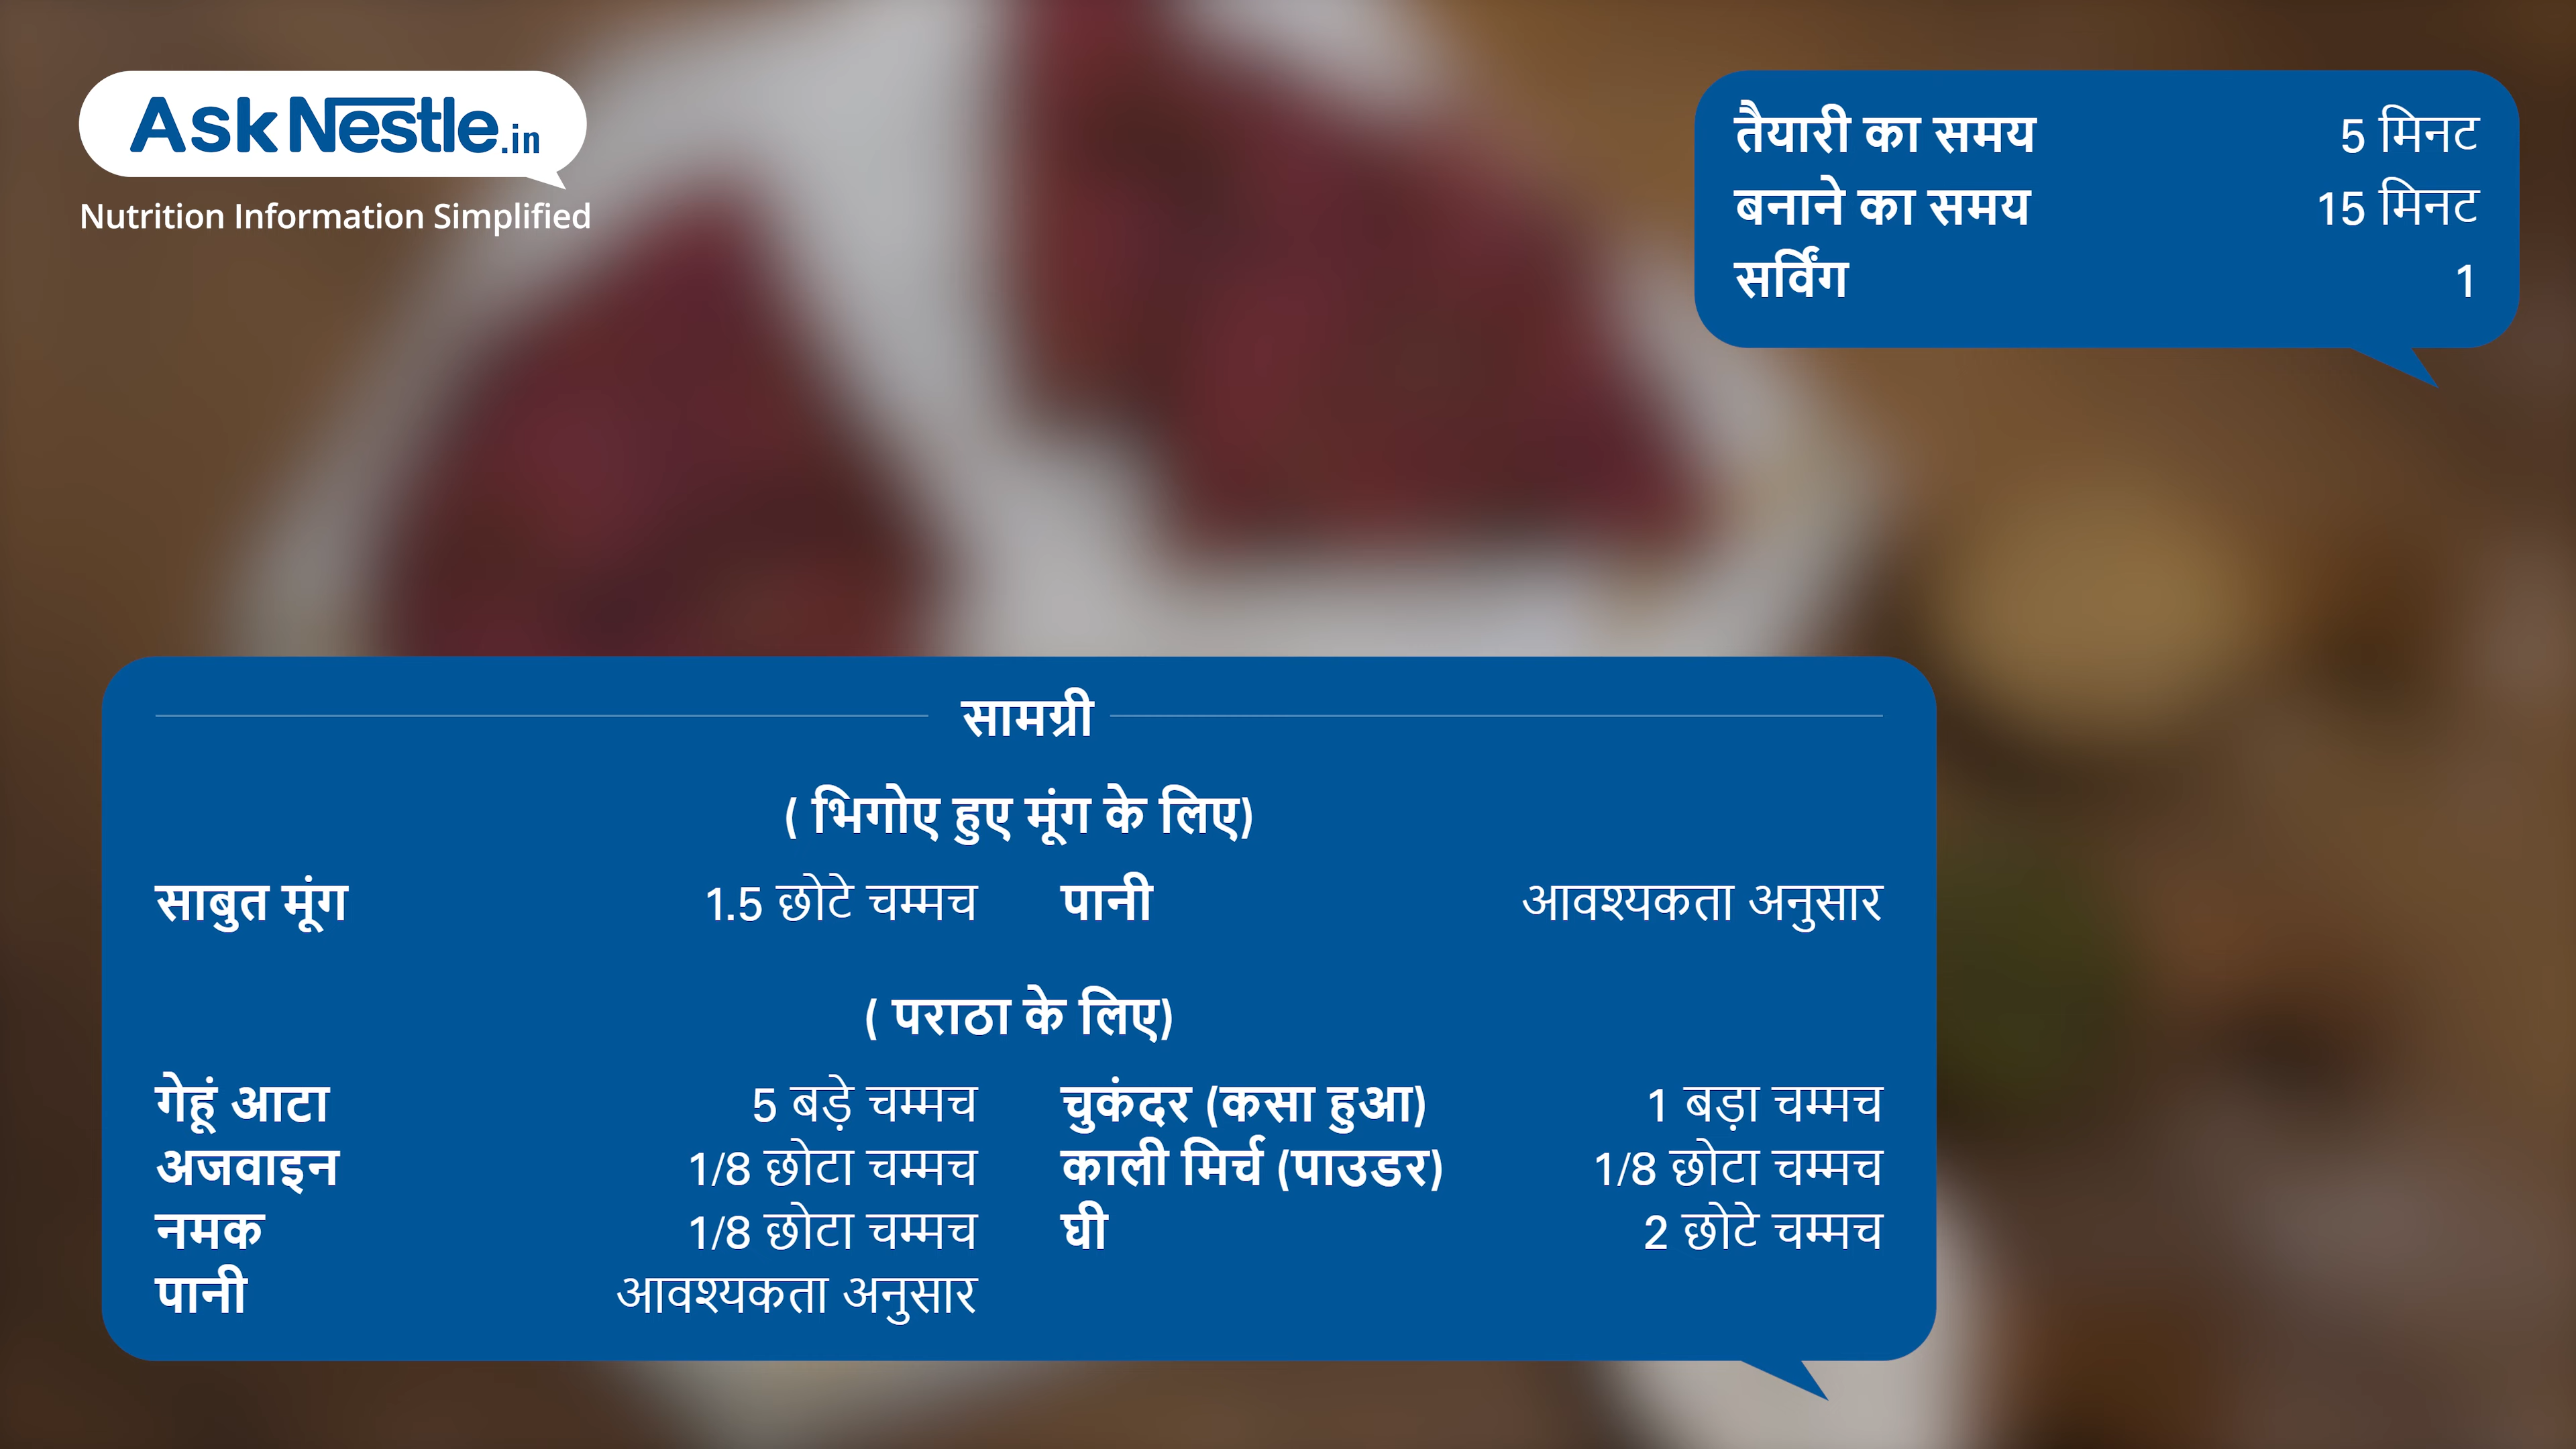 AskNestle.in
Nutrition Information Simplified
तैयारी का समय 5 मिनट
बनाने का समय 15 मिनट
सर्विंग 1
सामग्री
( भिगोए हुए मूंग के लिए)
साबुत मूंग 1.5 छोटे चम्मच पानी आवश्यकता अनुसार
( पराठा के लिए)
गेहूं आटा 5 बड़े चम्मच चुकंदर (कसा हुआ) 1 बड़ा चम्मच
अजवाइन 1/8 छोटा चम्मच काली मिर्च (पाउडर) 1/8 छोटा चम्मच
नमक 1/8 छोटा चम्मच घी 2 छोटे चम्मच
पानी आवश्यकता अनुसार